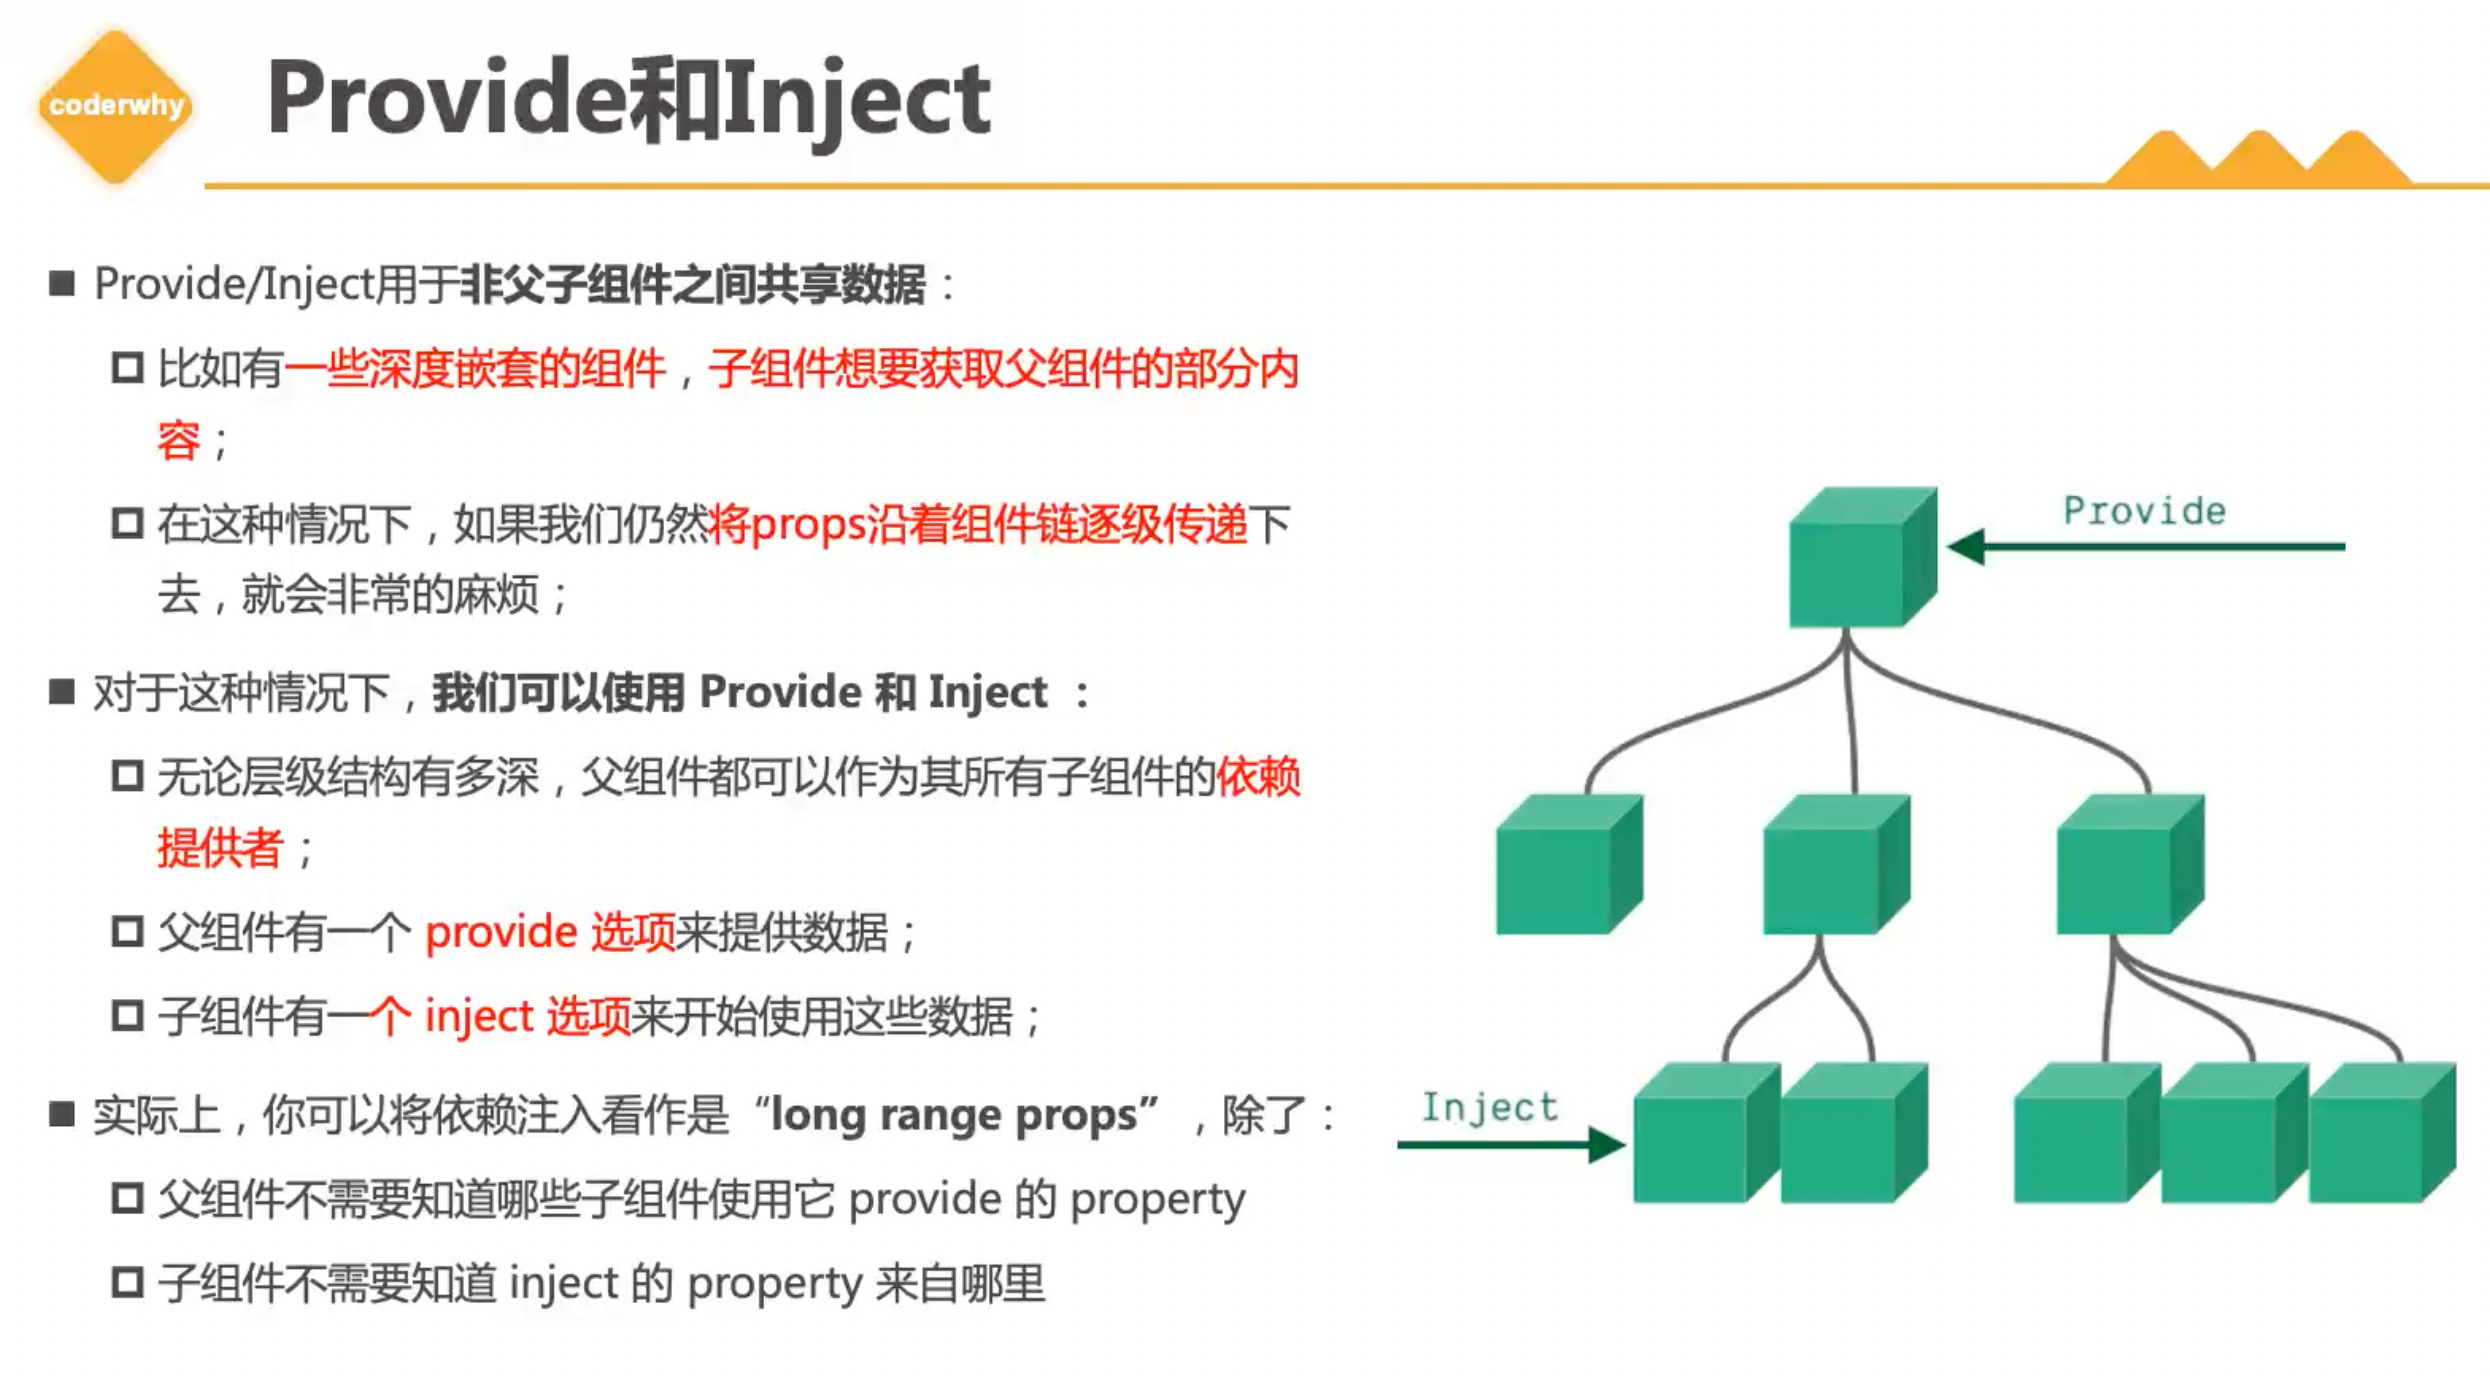 coderwhy
Provide和Inject
Provide/Inject用于非父子组件之间共享数据：
比如有一些深度嵌套的组件，子组件想要获取父组件的部分内
容；
在这种情况下，如果我们仍然将props沿着组件链逐级传递下
去，就会非常的麻烦；
对于这种情况下，我们可以使用 Provide 和 Inject ：
无论层级结构有多深，父组件都可以作为其所有子组件的依赖
提供者；
父组件有一个 provide 选项来提供数据；
子组件有一个 inject 选项来开始使用这些数据；
实际上，你可以将依赖注入看作是“long range props”，除了：
父组件不需要知道哪些子组件使用它 provide 的 property
子组件不需要知道 inject 的 property 来自哪里
Provide
Inject